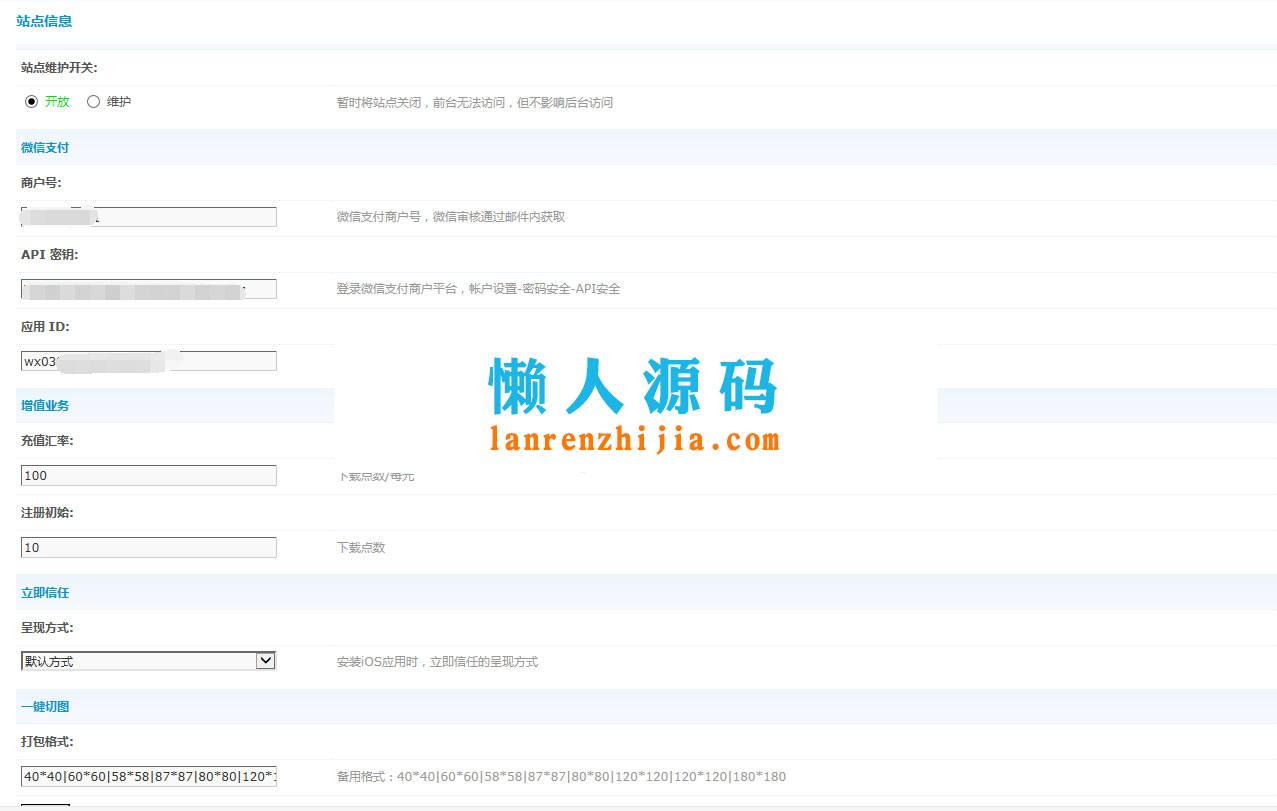 站点信息
站点维护开关:
开放 维护 暂时将站点关闭，前台无法访问，但不影响后台访问
微信支付
商户号:
微信支付商户号，微信审核通过邮件内获取
API 密钥:
登录微信支付商户平台，帐户设置-密码安全-API安全
应用 ID:
wx03
懒人源码
lanrenzhijia.com
增值业务
充值汇率:
100 下载点数/每元
注册初始:
10 下载点数
立即信任
呈现方式:
默认方式 安装iOS应用时，立即信任的呈现方式
一键切图
打包格式:
40*40|60*60|58*58|87*87|80*80|120* 备用格式：40*40|60*60|58*58|87*87|80*80|120*120|120*120|180*180